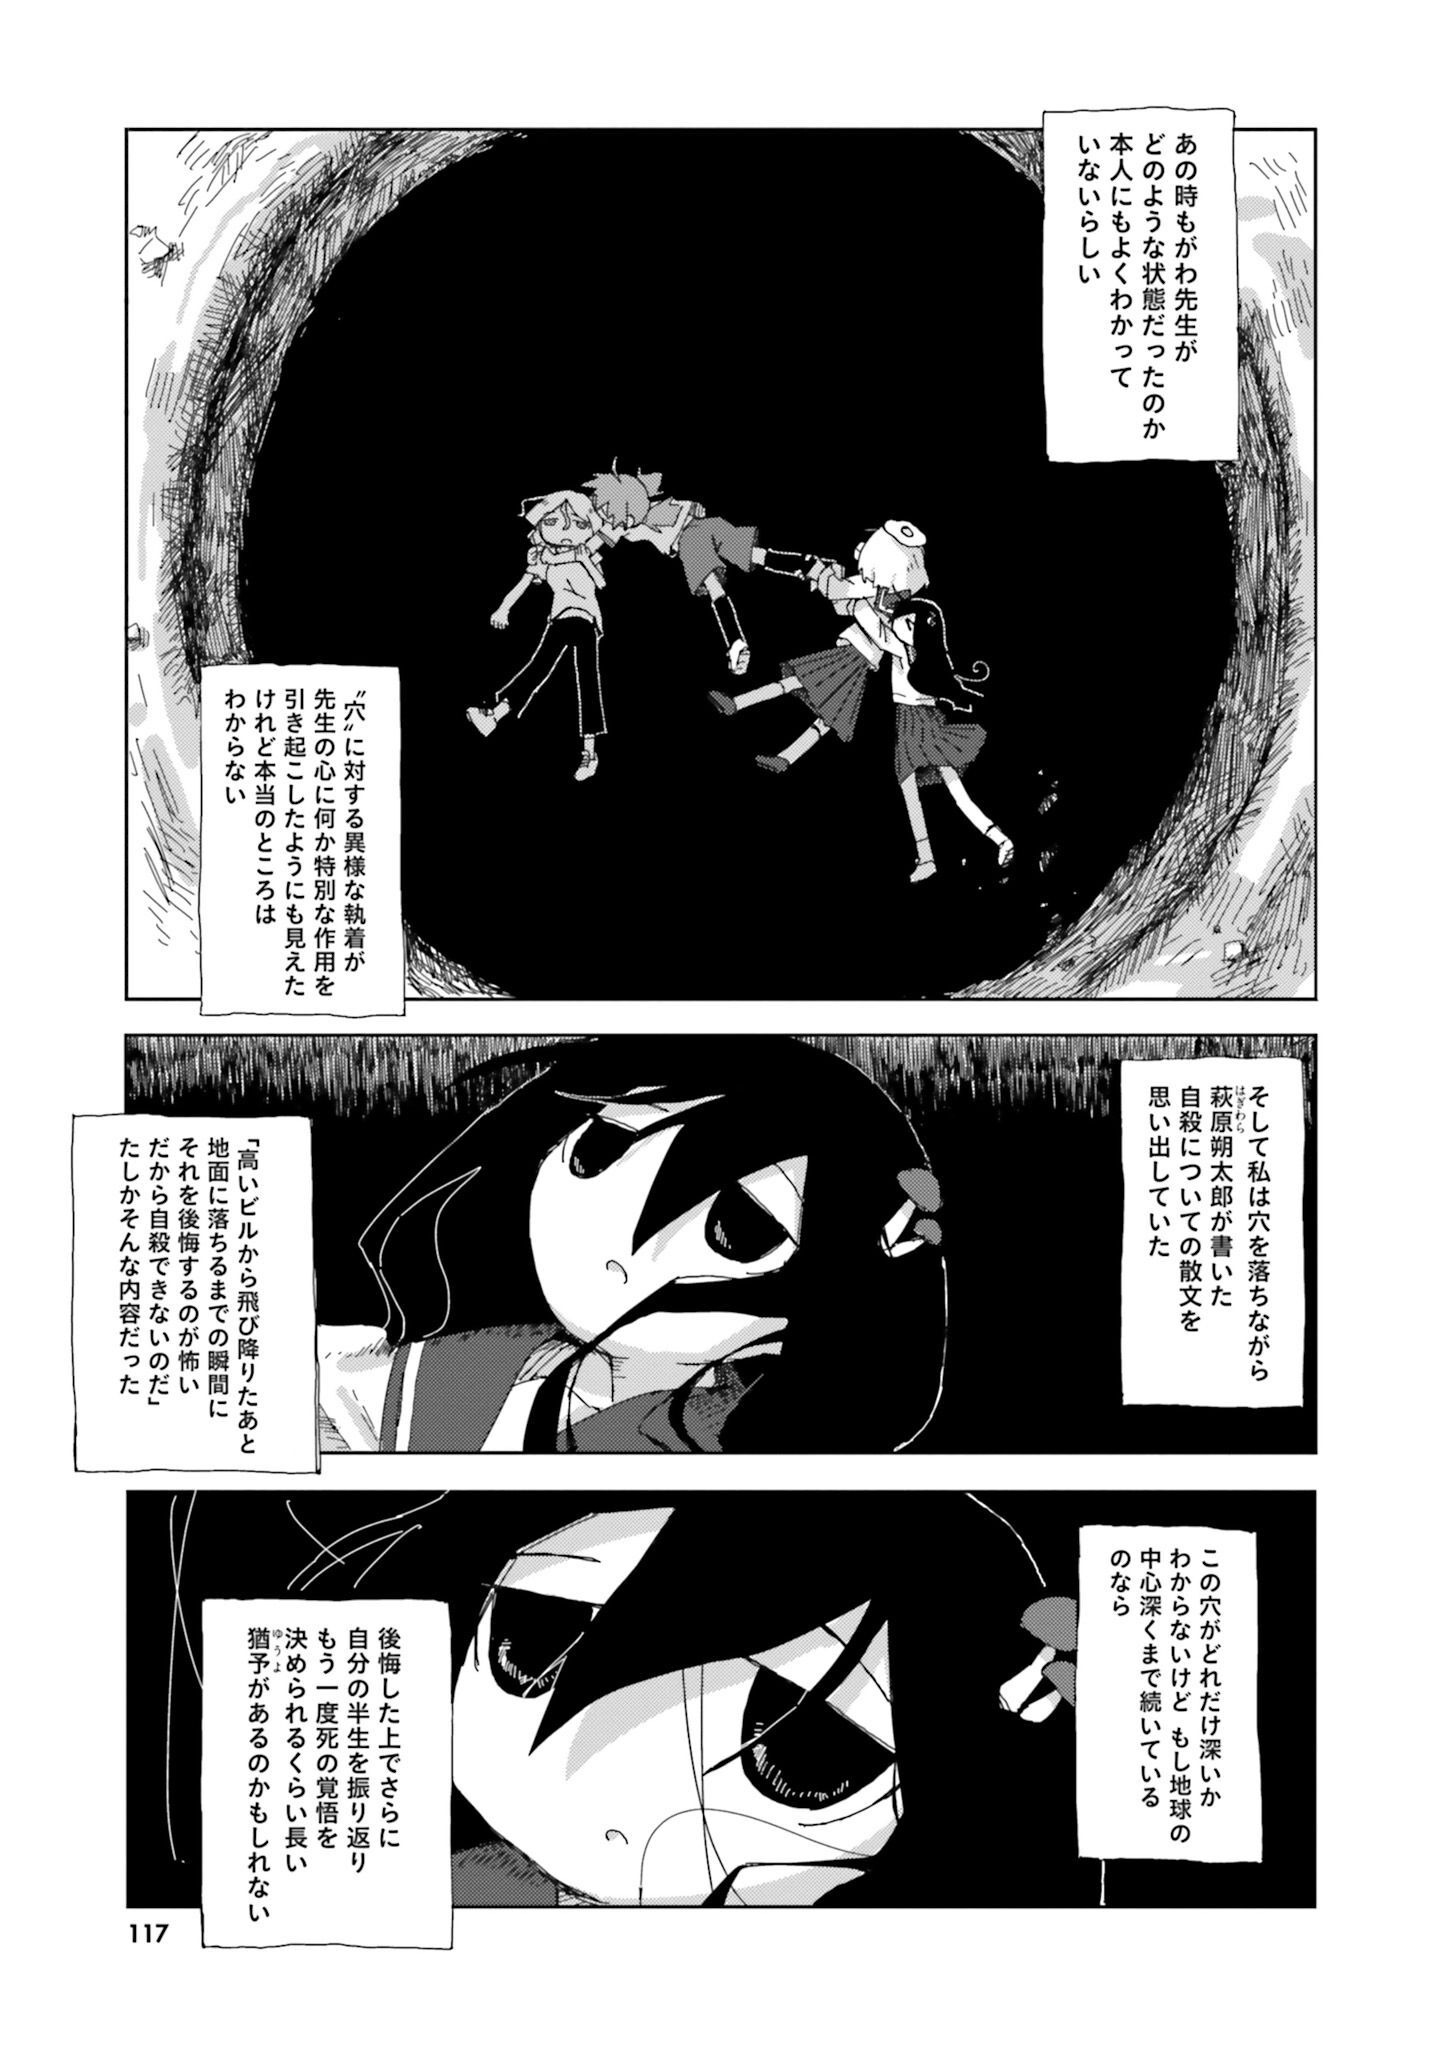 あの時もがわ先生が
どのような状態だったのか
本人にもよくわかって
いないらしい
〝穴〟に対する異様な執着が
先生の心に何か特別な作用を
引き起こしたようにも見えた
けれど本当のところは
わからない
そして私は穴を落ちながら
萩原朔太郎が書いた
はぎわら
自殺についての散文を
思い出していた
「高いビルから飛び降りたあと
地面に落ちるまでの瞬間に
それを後悔するのが怖い
だから自殺できないのだ」
たしかそんな内容だった
この穴がどれだけ深いか
わからないけど もし地球の
中心深くまで続いている
のなら
後悔した上でさらに
自分の半生を振り返り
もう一度死の覚悟を
決められるくらい長い
猶予があるのかもしれない
ゆうよ
117